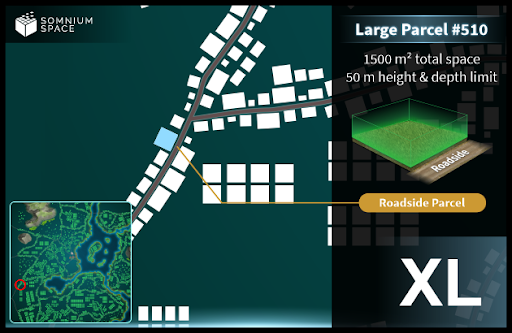 SOMNIUM
SPACE
Large Parcel #510
1500 m² total space
50 m height & depth limit
Roadside
Roadside Parcel
XL